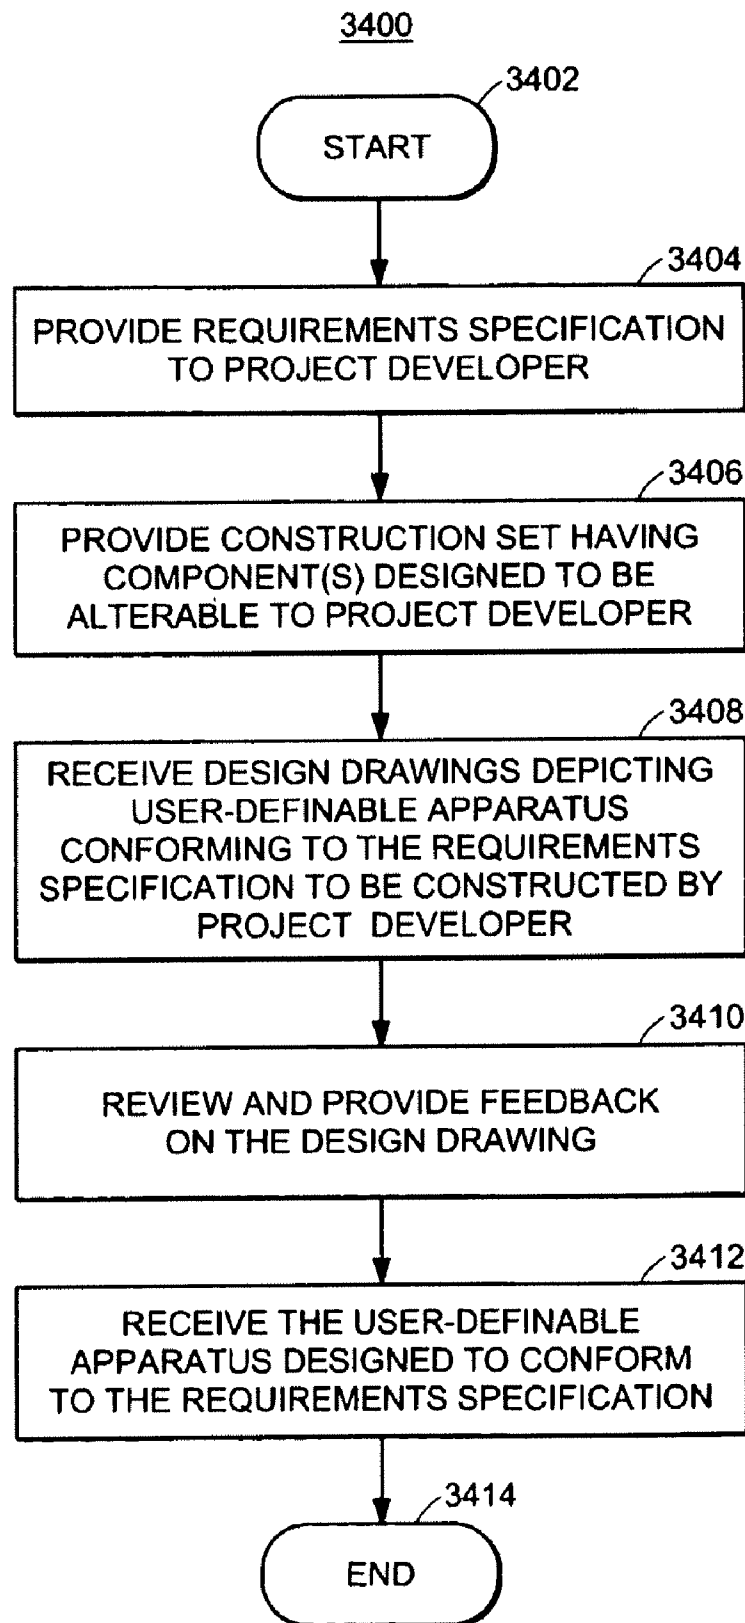 3400
3402
START
3404
PROVIDE REQUIREMENTS SPECIFICATION
TO PROJECT DEVELOPER
3406
PROVIDE CONSTRUCTION SET HAVING
COMPONENT(S) DESIGNED TO BE
ALTERABLE TO PROJECT DEVELOPER
3408
RECEIVE DESIGN DRAWINGS DEPICTING
USER-DEFINABLE APPARATUS
CONFORMING TO THE REQUIREMENTS
SPECIFICATION TO BE CONSTRUCTED BY
PROJECT DEVELOPER
3410
REVIEW AND PROVIDE FEEDBACK
ON THE DESIGN DRAWING
3412
RECEIVE THE USER-DEFINABLE
APPARATUS DESIGNED TO CONFORM
TO THE REQUIREMENTS SPECIFICATION
3414
END